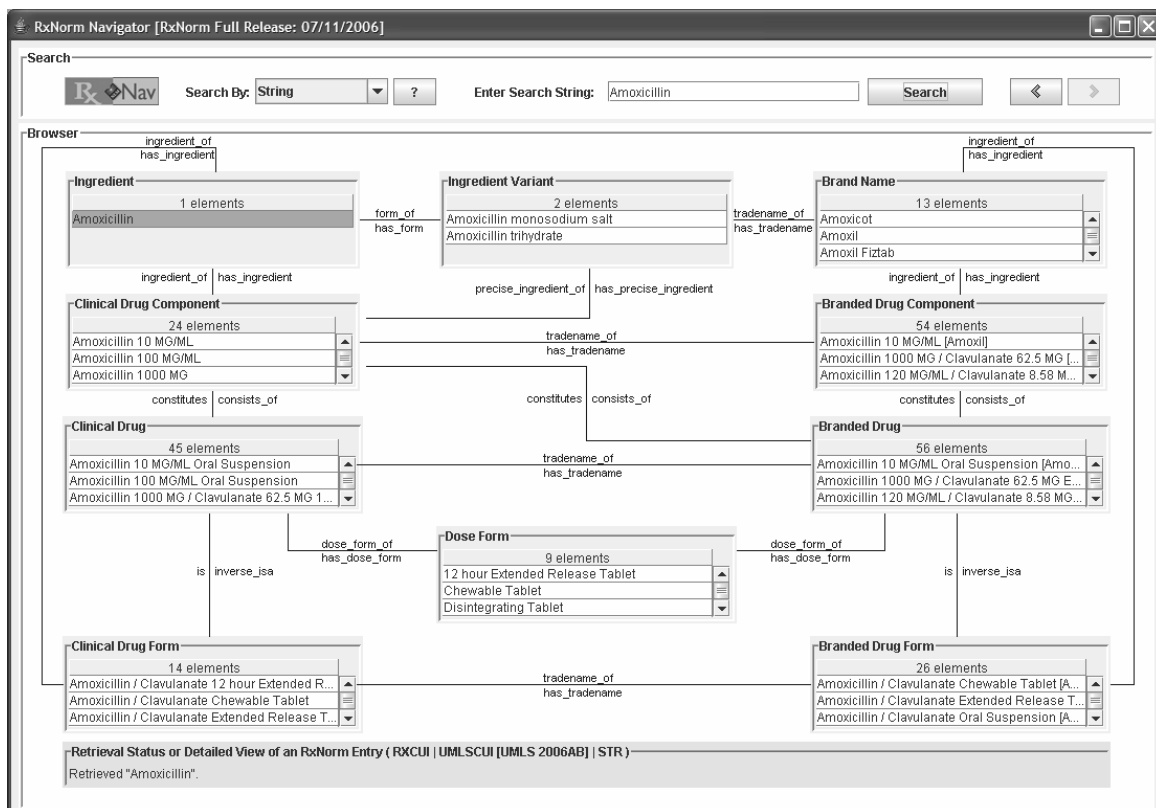 RxNorm Navigator [RxNorm Full Release: 07/11/2006]
Search
Rx Nav
Search By: String
?
Enter Search String: Amoxicillin
Search
Browser
ingredient_of
has_ingredient
ingredient_of
has_ingredient
Ingredient
1 elements
Amoxicillin
form_of
has_form
Ingredient Variant
2 elements
Amoxicillin monosodium salt
Amoxicillin trihydrate
tradename_of
has_tradename
Brand Name
13 elements
Amoxicot
Amoxil
Amoxil Fiztab
ingredient_of has_ingredient
precise_ingredient_of has_precise_ingredient
ingredient_of has_ingredient
Clinical Drug Component
24 elements
Amoxicillin 10 MG/ML
Amoxicillin 100 MG/ML
Amoxicillin 1000 MG
tradename_of
has_tradename
Branded Drug Component
54 elements
Amoxicillin 10 MG/ML [Amoxil]
Amoxicillin 1000 MG / Clavulanate 62.5 MG [...
Amoxicillin 120 MG/ML / Clavulanate 8.58 M...
constitutes consists_of
constitutes consists_of
constitutes consists_of
Clinical Drug
45 elements
Amoxicillin 10 MG/ML Oral Suspension
Amoxicillin 100 MG/ML Oral Suspension
Amoxicillin 1000 MG / Clavulanate 62.5 MG 1...
tradename_of
has_tradename
Branded Drug
56 elements
Amoxicillin 10 MG/ML Oral Suspension [Amo...
Amoxicillin 1000 MG / Clavulanate 62.5 MG E...
Amoxicillin 120 MG/ML / Clavulanate 8.58 MG...
dose_form_of
has_dose_form
Dose Form
9 elements
12 hour Extended Release Tablet
Chewable Tablet
Disintegrating Tablet
dose_form_of
has_dose_form
is inverse_isa
is inverse_isa
Clinical Drug Form
14 elements
Amoxicillin / Clavulanate 12 hour Extended R...
Amoxicillin / Clavulanate Chewable Tablet
Amoxicillin / Clavulanate Extended Release T...
tradename_of
has_tradename
Branded Drug Form
26 elements
Amoxicillin / Clavulanate Chewable Tablet [A...
Amoxicillin / Clavulanate Extended Release T...
Amoxicillin / Clavulanate Oral Suspension [A...
Retrieval Status or Detailed View of an RxNorm Entry ( RXCUI | UMLSCUI [UMLS 2006AB] | STR )
Retrieved "Amoxicillin".